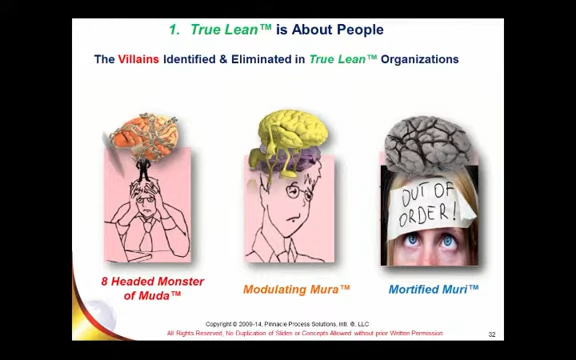 1. True Lean™ is About People
The Villains Identified & Eliminated in True Lean™ Organizations
OUT OF
ORDER!
8 Headed Monster
of Muda™
Modulating Mura™
Mortified Muri™
Copyright © 2009-14, Pinnacle Process Solutions, Intl. ®, LLC
All Rights Reserved, No Duplication of Slides or Concepts Allowed without prior Written Permission
32